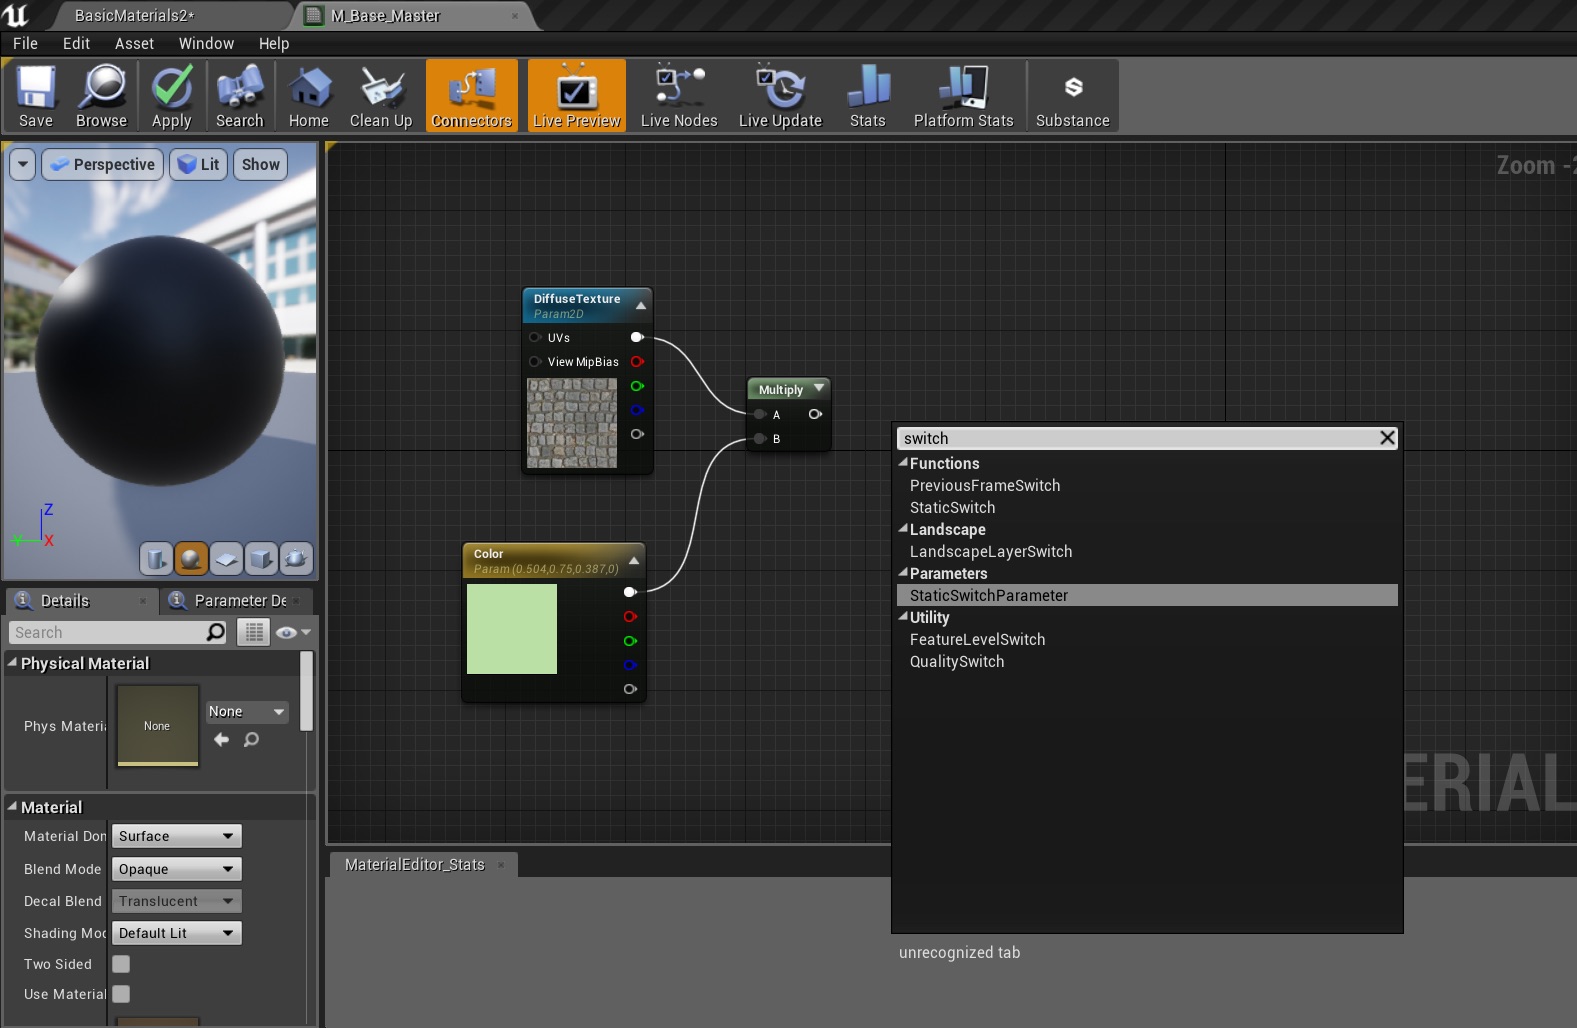 BasicMaterials2*
M_Base_Master
File Edit Asset Window Help
Save Browse Apply Search Home Clean Up Connectors Live Preview Live Nodes Live Update Stats Platform Stats Substance
Perspective Lit Show
Zoom -2
DiffuseTexture
Param2D
UVs
View MipBias
Multiply
A
B
switch
Functions
PreviousFrameSwitch
StaticSwitch
Landscape
LandscapeLayerSwitch
Parameters
StaticSwitchParameter
Utility
FeatureLevelSwitch
QualitySwitch
Color
Param (0.504,0.75,0.387,0)
Z
Y X
Details
Parameter De
Search
Physical Material
Phys Materi
None
None
Material
Material Dom Surface
Blend Mode Opaque
Decal Blend Translucent
Shading Mod Default Lit
Two Sided
Use Material
ERIAL
MaterialEditor_Stats
unrecognized tab